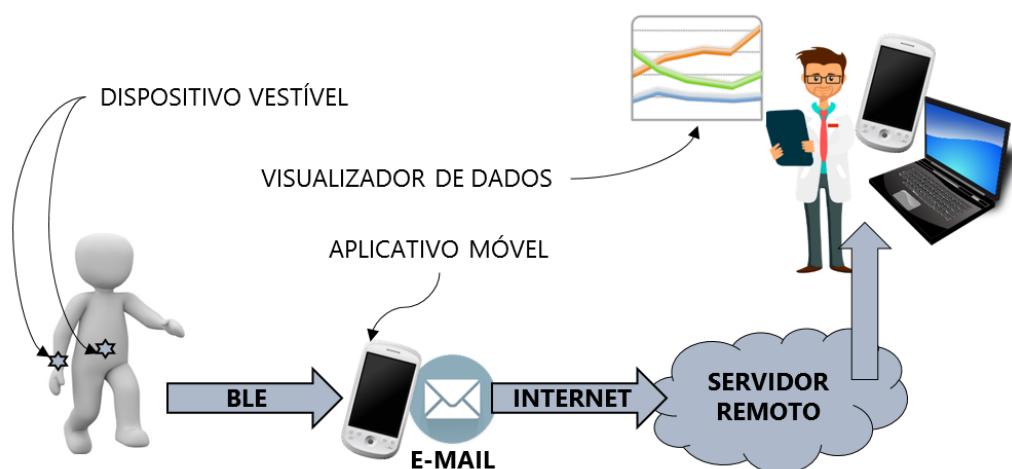 DISPOSITIVO VESTÍVEL
VISUALIZADOR DE DADOS
APLICATIVO MÓVEL
BLE
E-MAIL
INTERNET
SERVIDOR
REMOTO